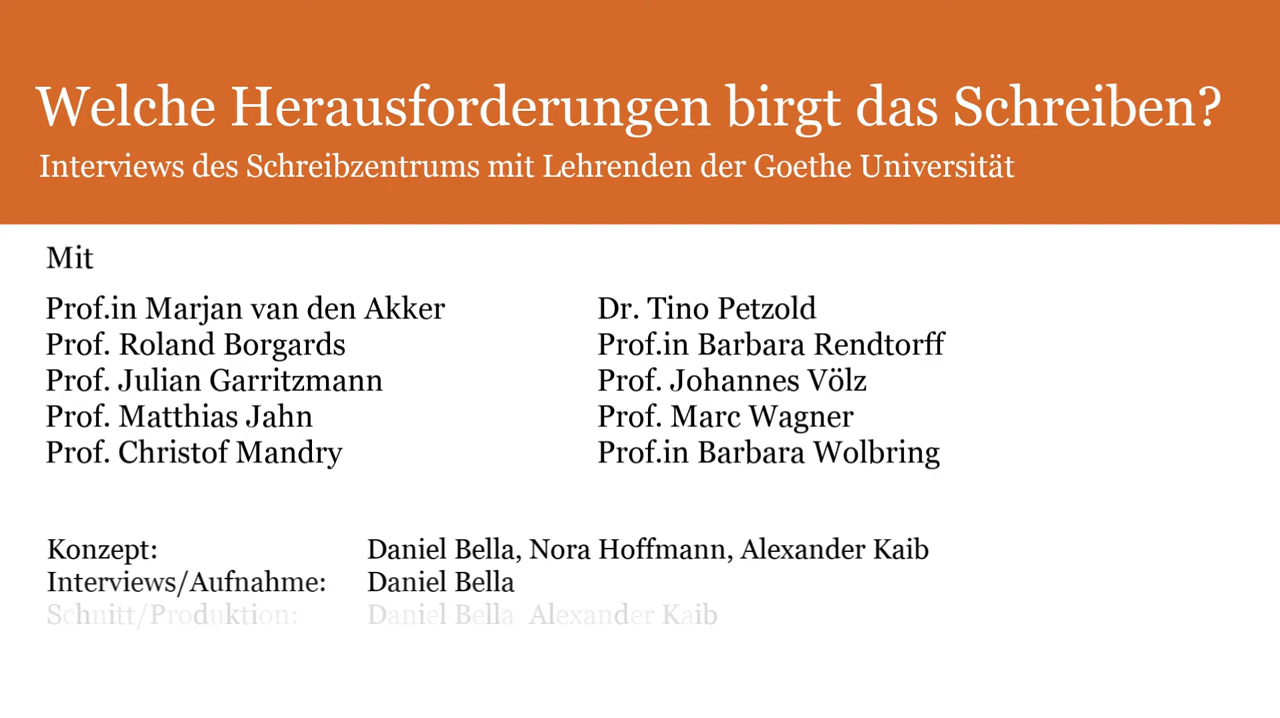 Welche Herausforderungen birgt das Schreiben?
Interviews des Schreibzentrums mit Lehrenden der Goethe Universität
Mit
Prof.in Marjan van den Akker
Prof. Roland Borgards
Prof. Julian Garritzmann
Prof. Matthias Jahn
Prof. Christof Mandry
Dr. Tino Petzold
Prof.in Barbara Rendtorff
Prof. Johannes Völz
Prof. Marc Wagner
Prof.in Barbara Wolbring
Konzept: Daniel Bella, Nora Hoffmann, Alexander Kaib
Interviews/Aufnahme: Daniel Bella
Schnitt/Produktion: Daniel Bella Alexander Kaib